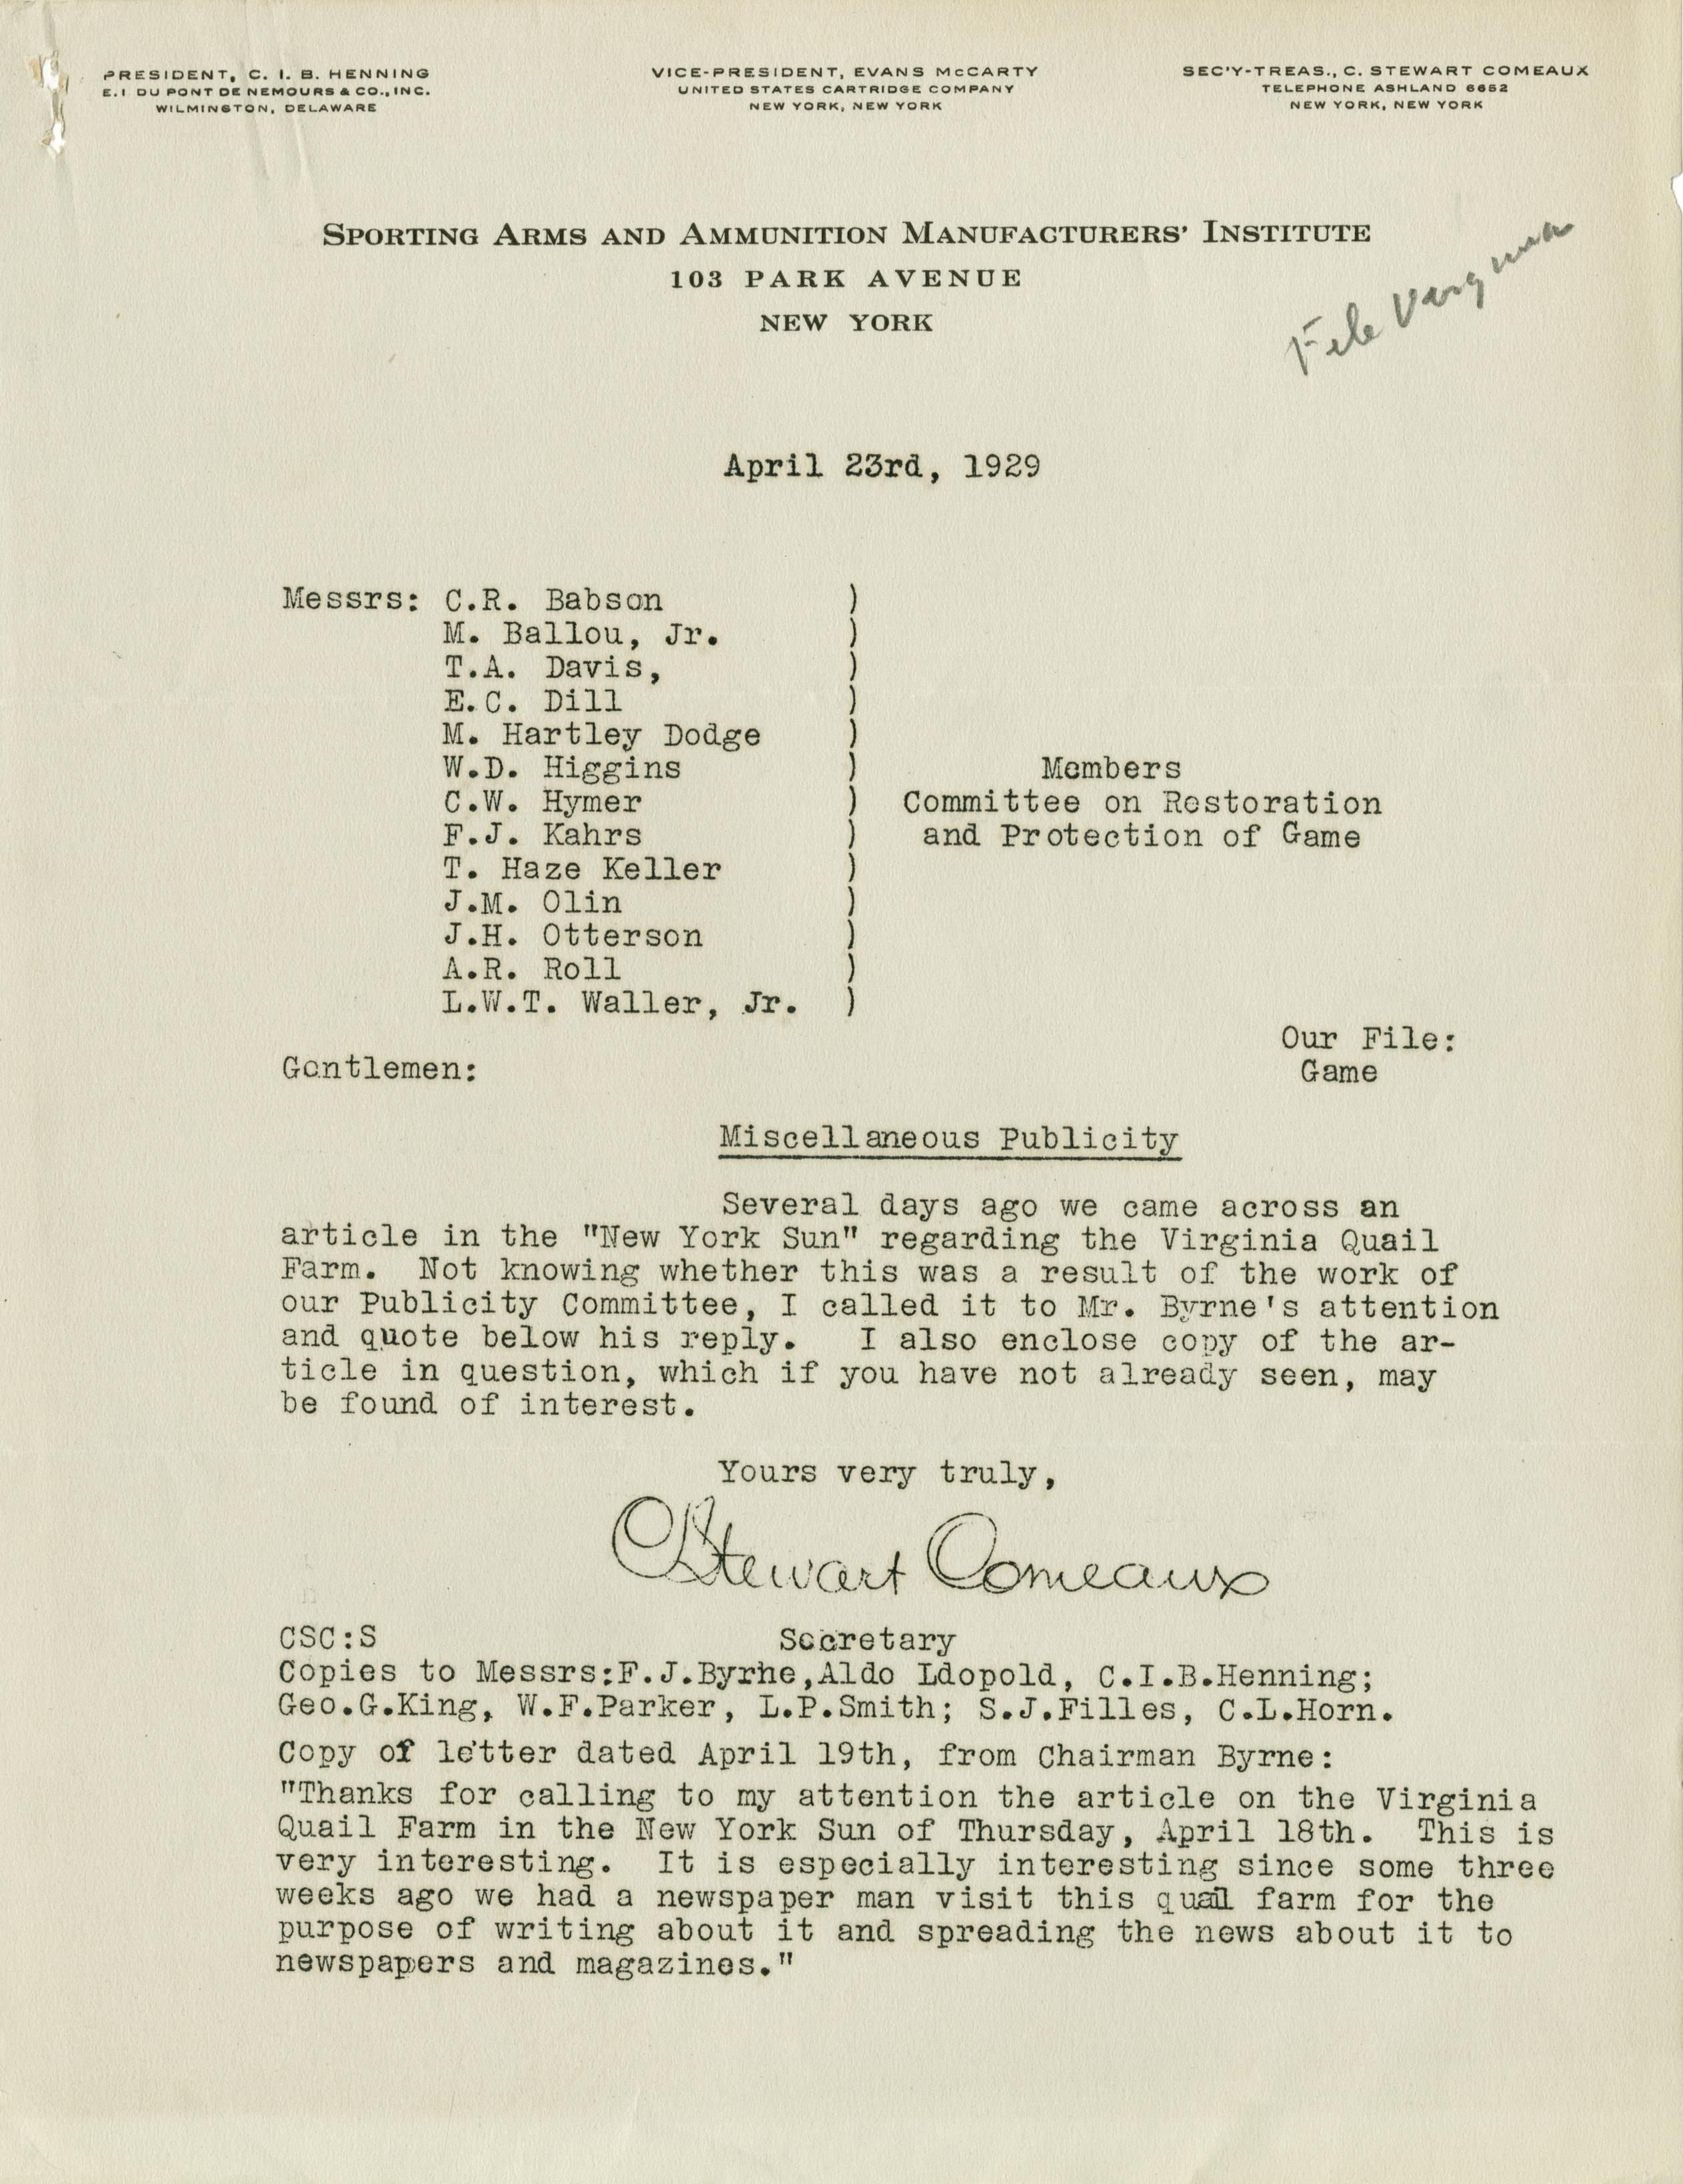 PRESIDENT, C. I. B. HENNING
E. I. DU PONT DE NEMOURS & CO., INC.
WILMINGTON, DELAWARE
VICE-PRESIDENT, EVANS McCARTY
UNITED STATES CARTRIDGE COMPANY
NEW YORK, NEW YORK
SEC'Y-TREAS., C. STEWART COMEAUX
TELEPHONE ASHLAND 6652
NEW YORK, NEW YORK
SPORTING ARMS AND AMMUNITION MANUFACTURERS' INSTITUTE
103 PARK AVENUE
NEW YORK
File Virginia
April 23rd, 1929
Messrs: C.R. Babson )
M. Ballou, Jr. )
T.A. Davis, )
E.C. Dill )
M. Hartley Dodge )
W.D. Higgins ) Members
C.W. Hymer ) Committee on Restoration
F.J. Kahrs ) and Protection of Game
T. Haze Keller )
J.M. Olin )
J.H. Otterson )
A.R. Roll )
L.W.T. Waller, Jr. )
Our File:
Gentlemen: Game
Miscellaneous Publicity
Several days ago we came across an
article in the "New York Sun" regarding the Virginia Quail
Farm. Not knowing whether this was a result of the work of
our Publicity Committee, I called it to Mr. Byrne's attention
and quote below his reply. I also enclose copy of the ar-
ticle in question, which if you have not already seen, may
be found of interest.
Yours very truly,
C Stewart Comeaux
CSC:S Secretary
Copies to Messrs:F.J.Byrhe,Aldo Ldopold, C.I.B.Henning;
Geo.G.King, W.F.Parker, L.P.Smith; S.J.Filles, C.L.Horn.
Copy of letter dated April 19th, from Chairman Byrne:
"Thanks for calling to my attention the article on the Virginia
Quail Farm in the New York Sun of Thursday, April 18th. This is
very interesting. It is especially interesting since some three
weeks ago we had a newspaper man visit this quail farm for the
purpose of writing about it and spreading the news about it to
newspapers and magazines."